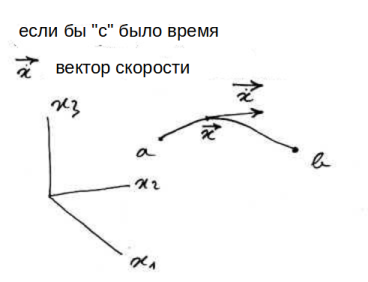 если бы "с" было время
ẋ вектор скорости
x3
ẋ
x
a
x2
b
x1